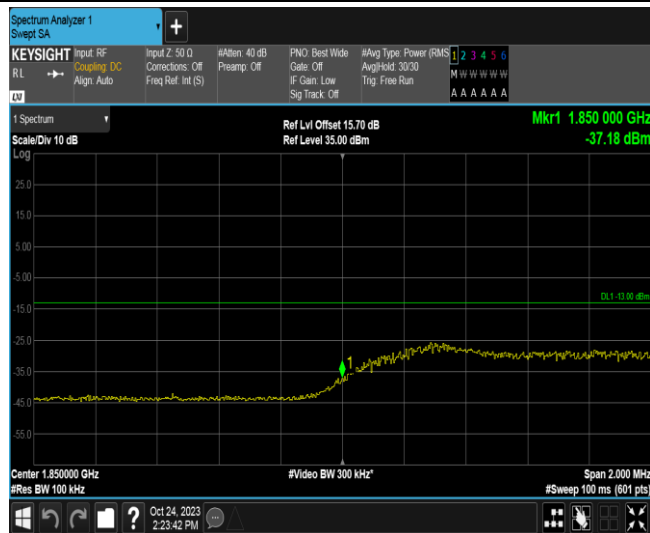 Spectrum Analyzer 1
Swept SA
+
KEYSIGHT
RL
LXI
Input: RF
Coupling: DC
Align: Auto
Input Z: 50 Ω
Corrections: Off
Freq Ref: Int (S)
#Atten: 40 dB
Preamp: Off
PNO: Best Wide
Gate: Off
IF Gain: Low
Sig Track: Off
#Avg Type: Power (RMS
Avg|Hold: 30/30
Trig: Free Run
1 2 3 4 5 6
M W W W W W
A A A A A A
1 Spectrum
Scale/Div 10 dB
Log
Ref Lvl Offset 15.70 dB
Ref Level 35.00 dBm
Mkr1 1.850 000 GHz
-37.18 dBm
25.0
15.0
5.00
-5.00
DL1 -13.00 dBm
-15.0
-25.0
1
-35.0
-45.0
-55.0
Center 1.850000 GHz
#Res BW 100 kHz
#Video BW 300 kHz*
Span 2.000 MHz
#Sweep 100 ms (601 pts)
?
Oct 24, 2023
2:23:42 PM